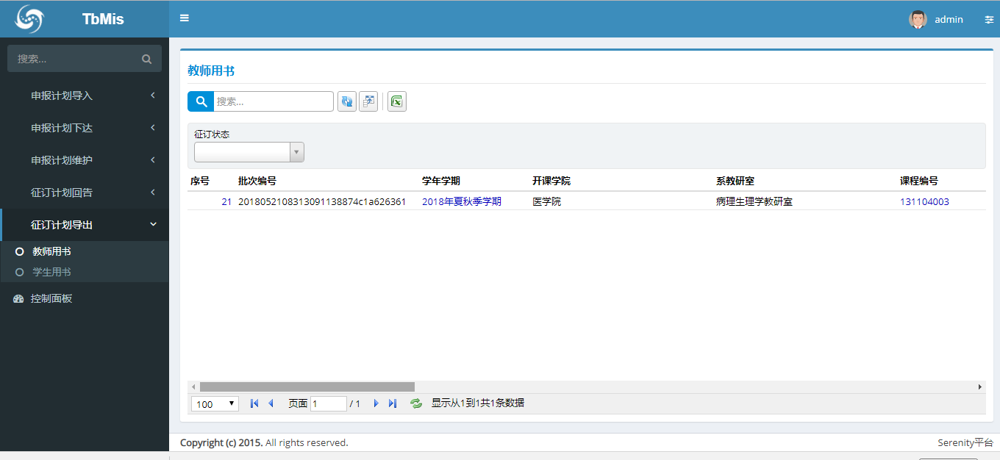 TbMis
admin
搜索...
申报计划导入
申报计划下达
申报计划维护
征订计划回告
征订计划导出
教师用书
学生用书
控制面板
教师用书
搜索...
征订状态
序号 批次编号 学年学期 开课学院 系教研室 课程编号
21 2018052108313091138874c1a626361 2018年夏秋季学期 医学院 病理生理学教研室 131104003
100 页面 1 / 1 显示从1到1共1条数据
Copyright (c) 2015. All rights reserved. Serenity平台